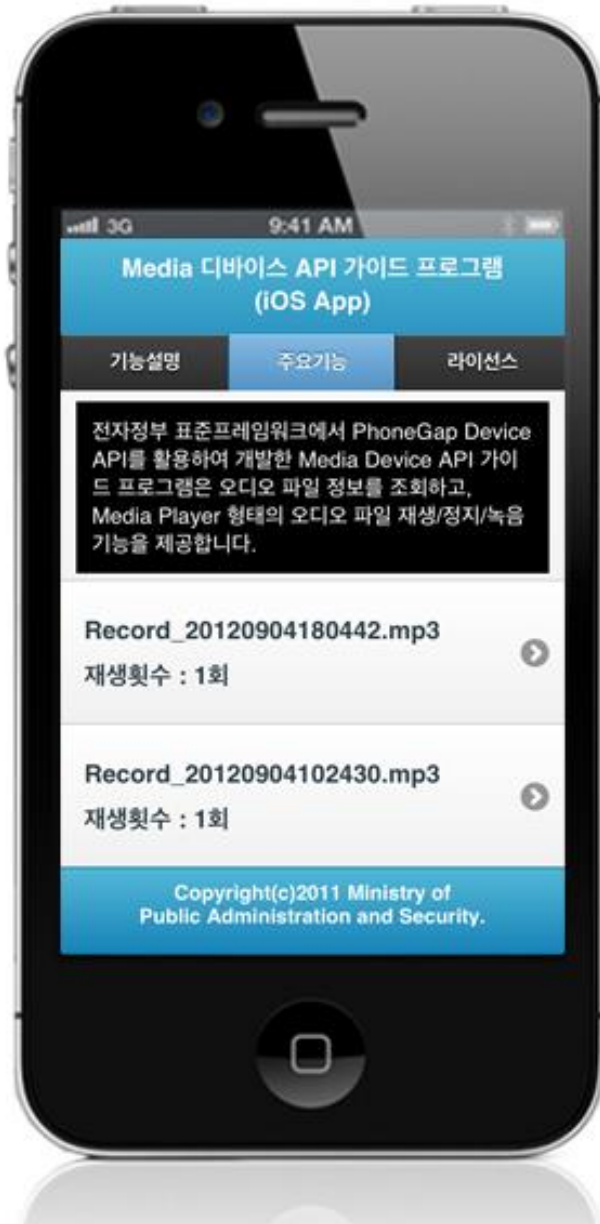 3G 9:41 AM
Media 디바이스 API 가이드 프로그램
(iOS App)
기능설명 주요기능 라이선스
전자정부 표준프레임워크에서 PhoneGap Device
API를 활용하여 개발한 Media Device API 가이
드 프로그램은 오디오 파일 정보를 조회하고,
Media Player 형태의 오디오 파일 재생/정지/녹음
기능을 제공합니다.
Record_20120904180442.mp3
재생횟수 : 1회
Record_20120904102430.mp3
재생횟수 : 1회
Copyright(c)2011 Ministry of
Public Administration and Security.